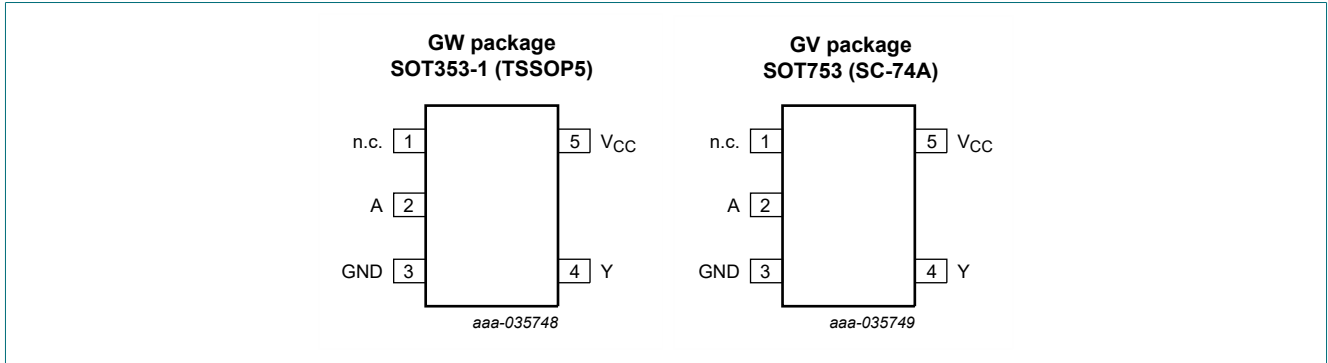 GW package
SOT353-1 (TSSOP5)
n.c. 1
5 VCC
A 2
GND 3
4 Y
aaa-035748
GV package
SOT753 (SC-74A)
n.c. 1
5 VCC
A 2
GND 3
4 Y
aaa-035749